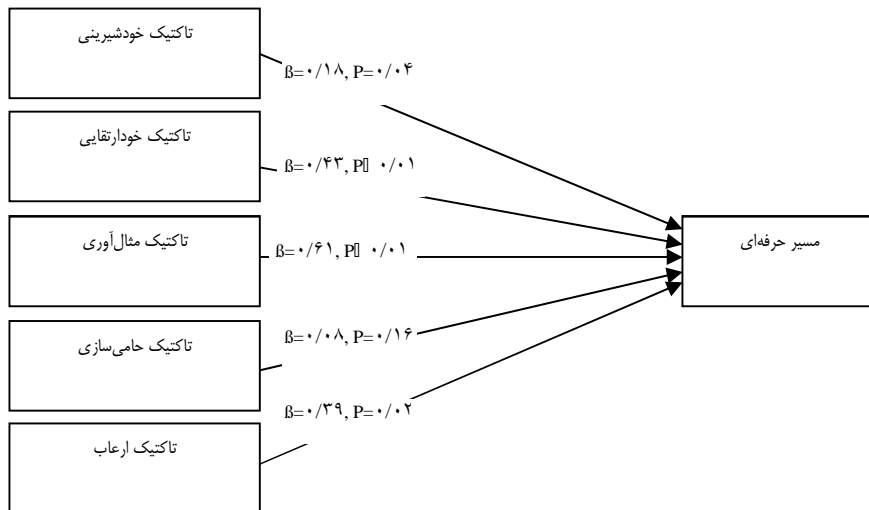 تاکتیک خودشیرینی
ß=۰/۱۸, P=۰/۰۴
تاکتیک خودارتقایی
ß=۰/۴۳, P▯ ۰/۰۱
تاکتیک مثال‌آوری
ß=۰/۶۱, P▯ ۰/۰۱
مسیر حرفه‌ای
تاکتیک حامی‌سازی
ß=۰/۰۸, P=۰/۱۶
تاکتیک ارعاب
ß=۰/۳۹, P=۰/۰۲